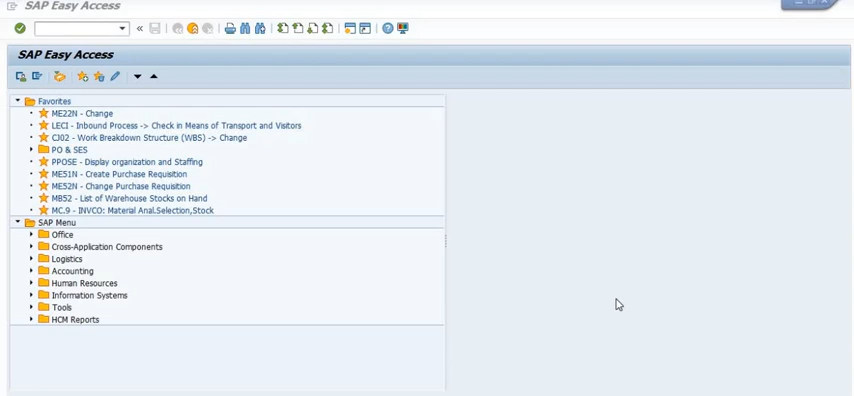 SAP Easy Access
SAP Easy Access
Favorites
ME22N - Change
LECI - Inbound Process -> Check in Means of Transport and Visitors
CJ02 - Work Breakdown Structure (WBS) -> Change
PO & SES
PPOSE - Display organization and Staffing
ME51N - Create Purchase Requisition
ME52N - Change Purchase Requisition
MB52 - List of Warehouse Stocks on Hand
MC.9 - INVCO: Material Anal.Selection,Stock
SAP Menu
Office
Cross-Application Components
Logistics
Accounting
Human Resources
Information Systems
Tools
HCM Reports